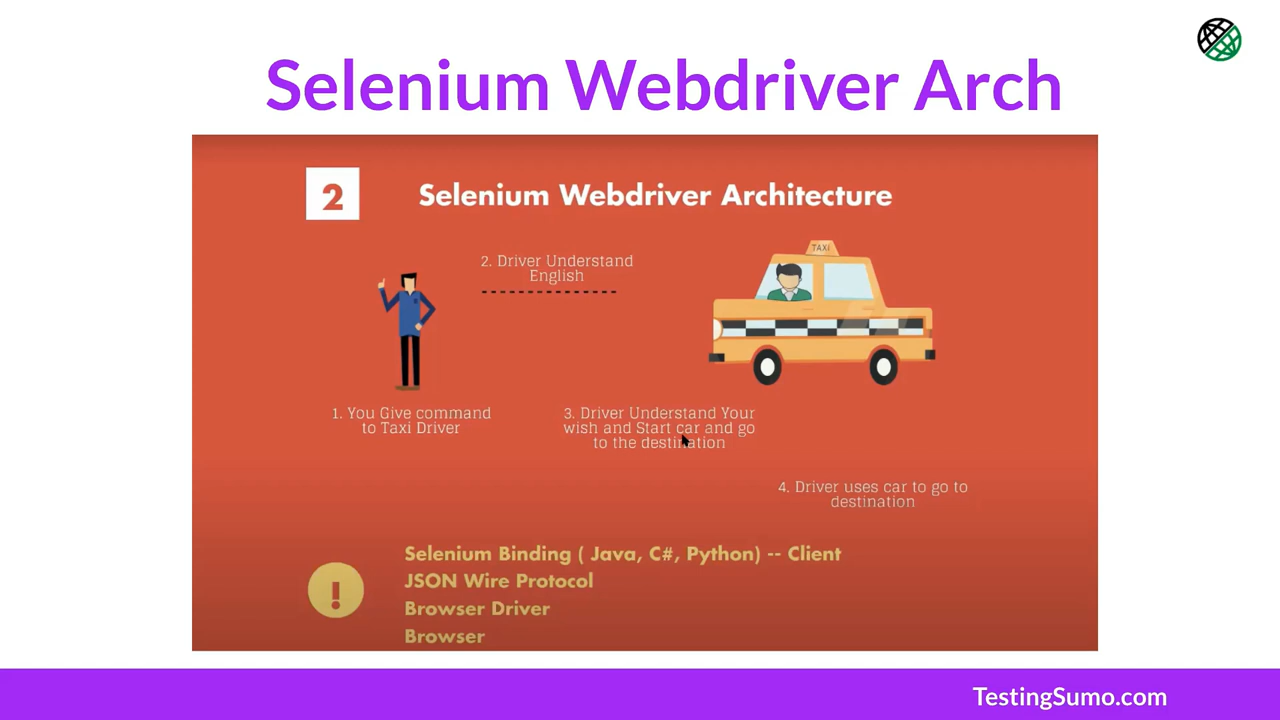 Selenium Webdriver Arch
2
Selenium Webdriver Architecture
2. Driver Understand
English
TAXI
1. You Give command
to Taxi Driver
3. Driver Understand Your
wish and Start car and go
to the destination
4. Driver uses car to go to
destination
!
Selenium Binding ( Java, C#, Python) -- Client
JSON Wire Protocol
Browser Driver
Browser
TestingSumo.com